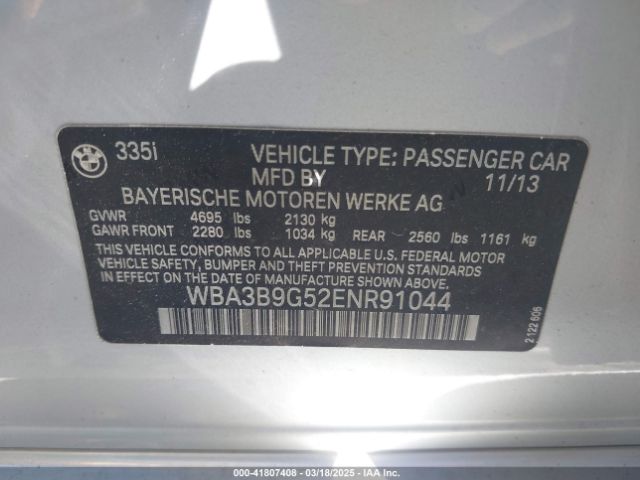 BMW
335i
VEHICLE TYPE: PASSENGER CAR
MFD BY 11/13
BAYERISCHE MOTOREN WERKE AG
GVWR 4695 lbs 2130 kg
GAWR FRONT 2280 lbs 1034 kg REAR 2560 lbs 1161 kg
THIS VEHICLE CONFORMS TO ALL APPLICABLE U.S. FEDERAL MOTOR
VEHICLE SAFETY, BUMPER AND THEFT PREVENTION STANDARDS
IN EFFECT ON THE DATE OF MANUFACTURE SHOWN ABOVE.
WBA3B9G52ENR91044
2 122 606
000-41807408 - 03/18/2025 - IAA Inc.